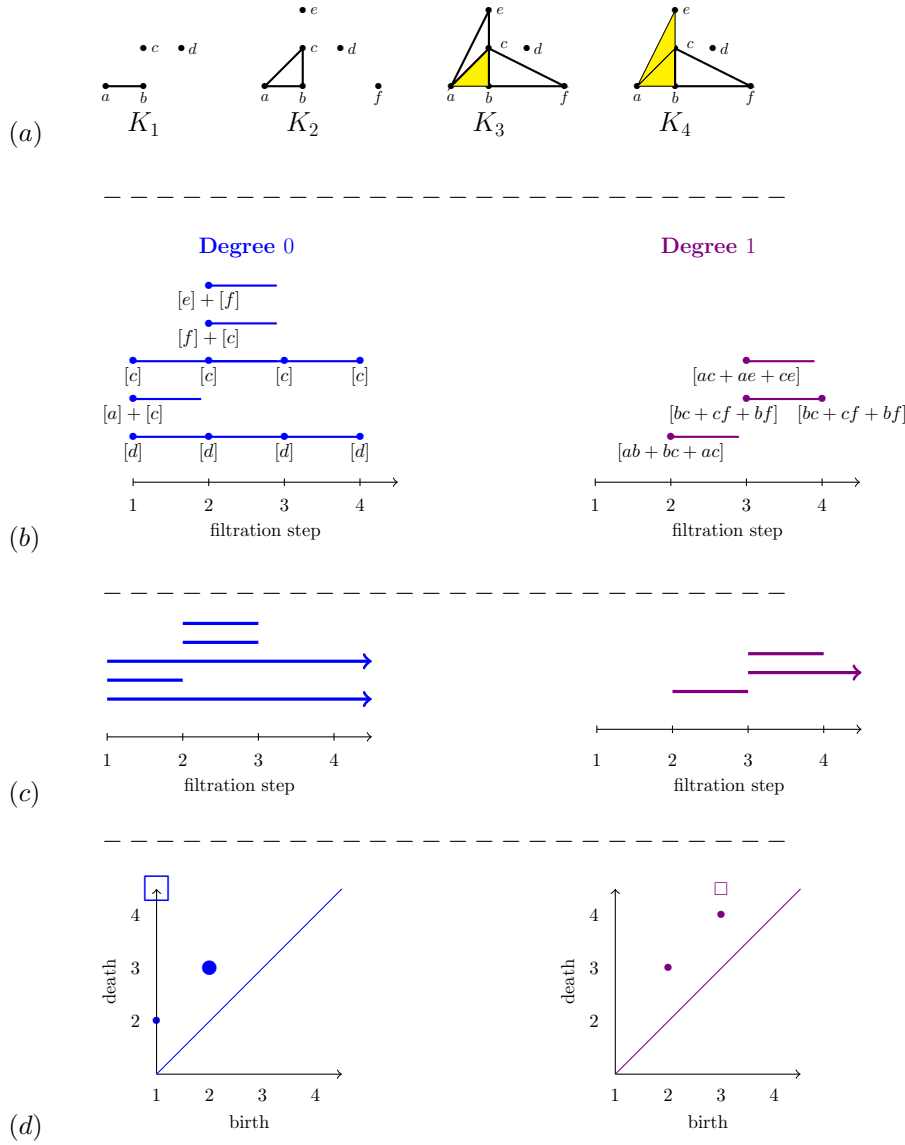 e
e
c d
c d
c d
c d
a b
a b f
a b f
a b f
(a) K₁ K₂ K₃ K₄
Degree 0 Degree 1
[e] + [f]
[f] + [c]
[c] [c] [c] [c] [ac + ae + ce]
[a] + [c] [bc + cf + bf] [bc + cf + bf]
[d] [d] [d] [d] [ab + bc + ac]
1 2 3 4 1 2 3 4
filtration step filtration step
(b)
1 2 3 4 1 2 3 4
filtration step filtration step
(c)
4 4
3 3
2 2
death death
1 2 3 4 1 2 3 4
birth birth
(d)